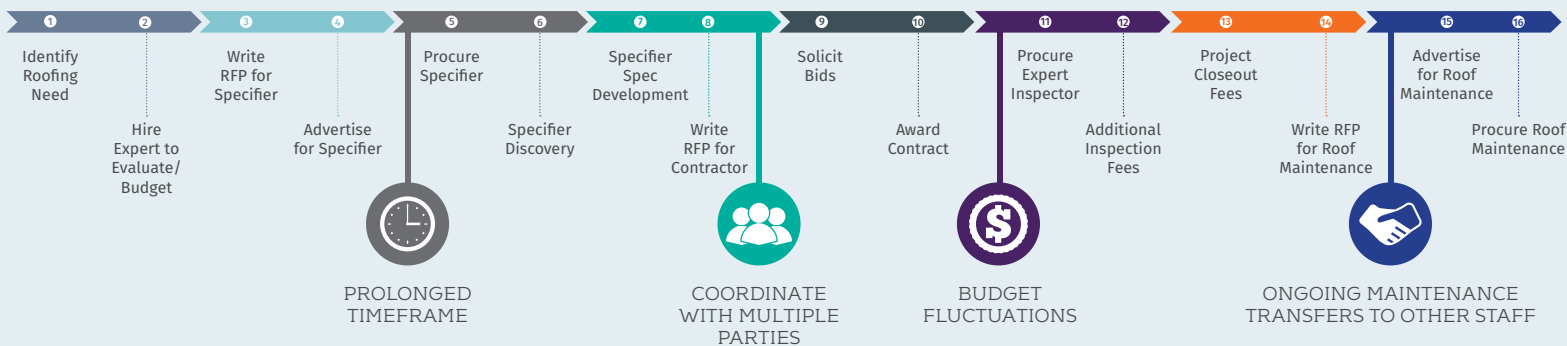 1
Identify
Roofing
Need
2
Hire
Expert to
Evaluate/
Budget
3
Write
RFP for
Specifier
4
Advertise
for Specifier
5
Procure
Specifier
6
Specifier
Discovery
7
Specifier
Spec
Development
8
Write
RFP for
Contractor
9
Solicit
Bids
10
Award
Contract
11
Procure
Expert
Inspector
12
Additional
Inspection
Fees
13
Project
Closeout
Fees
14
Write RFP
for Roof
Maintenance
15
Advertise
for Roof
Maintenance
16
Procure Roof
Maintenance
PROLONGED
TIMEFRAME
COORDINATE
WITH MULTIPLE
PARTIES
$
BUDGET
FLUCTUATIONS
ONGOING MAINTENANCE
TRANSFERS TO OTHER STAFF